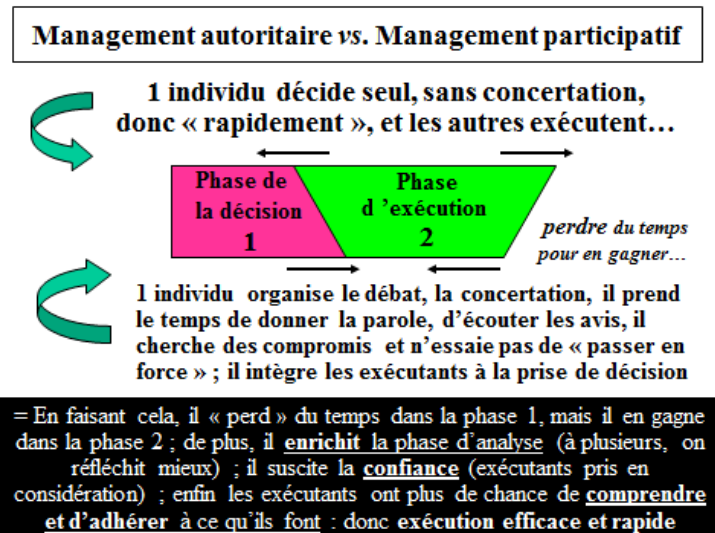 Management autoritaire vs. Management participatif
1 individu décide seul, sans concertation,
donc « rapidement », et les autres exécutent…
Phase de
la décision
1
Phase
d ’exécution
2
perdre du temps
pour en gagner…
1 individu organise le débat, la concertation, il prend
le temps de donner la parole, d’écouter les avis, il
cherche des compromis et n’essaie pas de « passer en
force » ; il intègre les exécutants à la prise de décision
= En faisant cela, il « perd » du temps dans la phase 1, mais il en gagne
dans la phase 2 ; de plus, il enrichit la phase d’analyse (à plusieurs, on
réfléchit mieux) ; il suscite la confiance (exécutants pris en
considération) ; enfin les exécutants ont plus de chance de comprendre
et d’adhérer à ce qu’ils font : donc exécution efficace et rapide